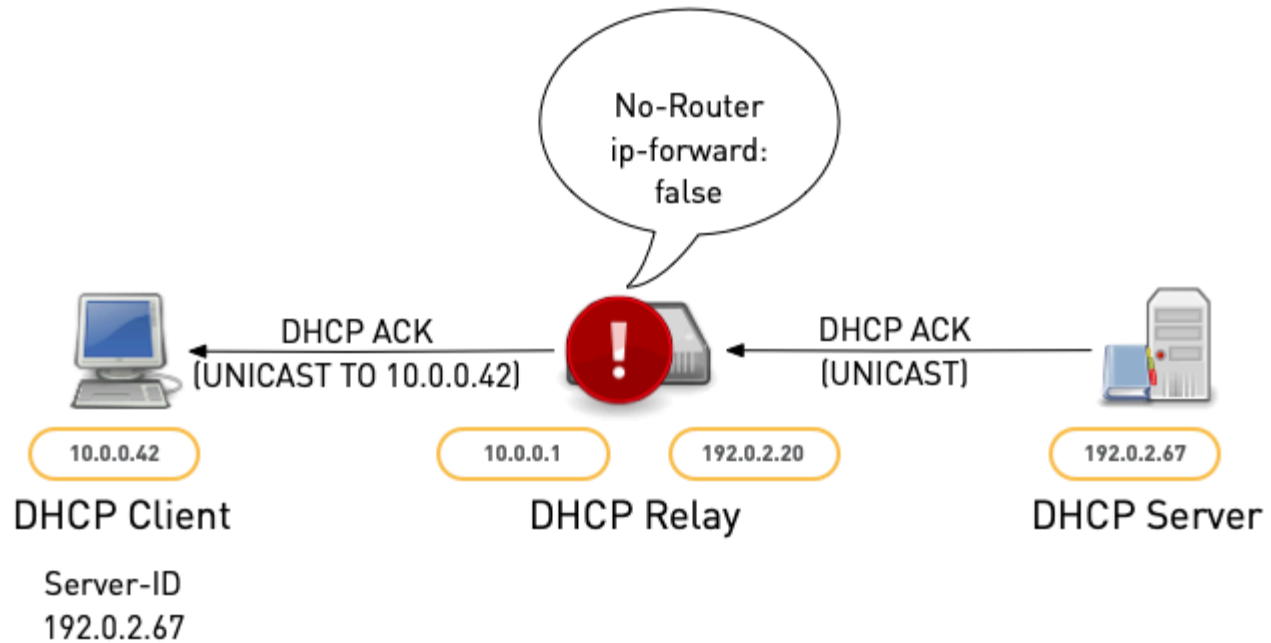 No-Router
ip-forward:
false
DHCP ACK
(UNICAST TO 10.0.0.42)
DHCP ACK
(UNICAST)
10.0.0.42
10.0.0.1
192.0.2.20
192.0.2.67
DHCP Client
DHCP Relay
DHCP Server
Server-ID
192.0.2.67